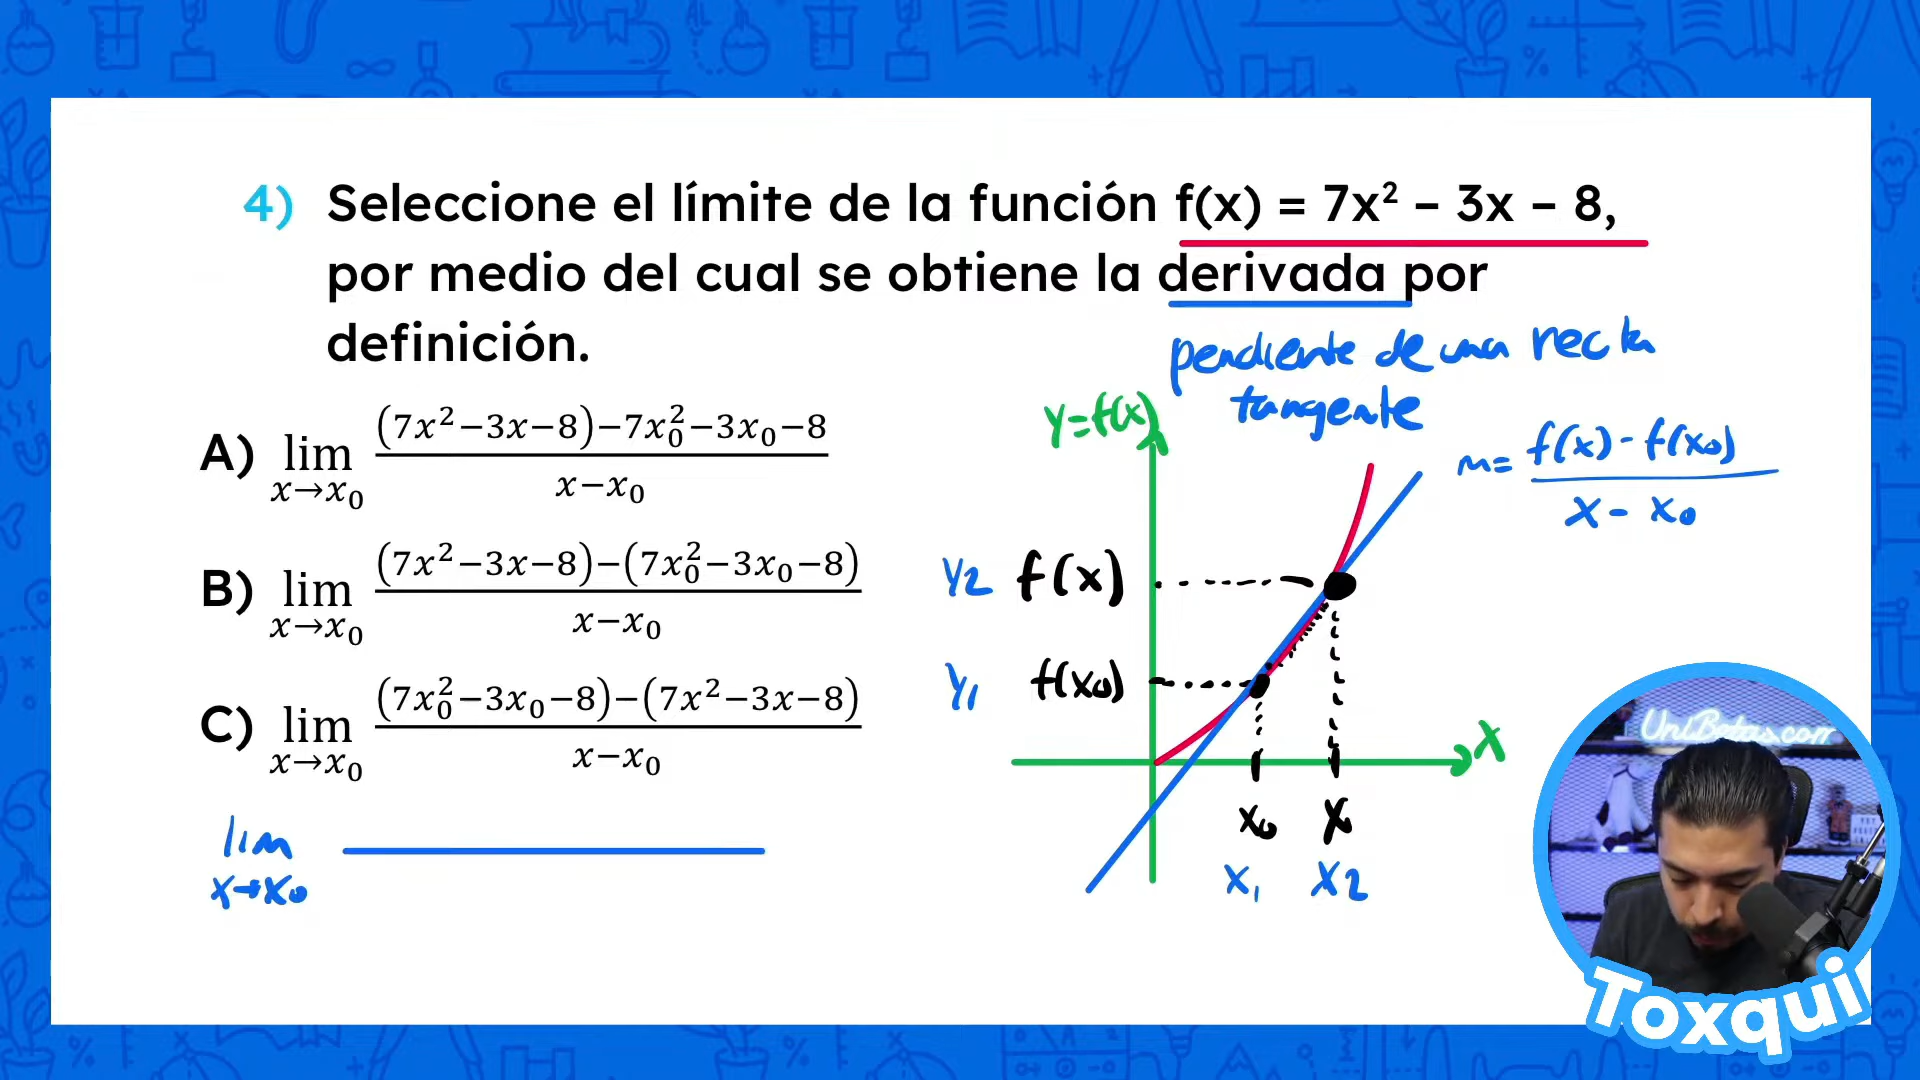 4) Seleccione el límite de la función f(x) = 7x² − 3x − 8,
por medio del cual se obtiene la derivada por
definición.
pendiente de una recta
tangente
A) lim x→x₀ (7x²−3x−8)−7x₀²−3x₀−8 / x−x₀
B) lim x→x₀ (7x²−3x−8)−(7x₀²−3x₀−8) / x−x₀
C) lim x→x₀ (7x₀²−3x₀−8)−(7x²−3x−8) / x−x₀
lim
x→x₀
y=f(x)
m= f(x) - f(x₀) / x - x₀
y2 f(x)
y1 f(x₀)
x
x₀ x
x1 x2
UniBotas.com
Toxqui